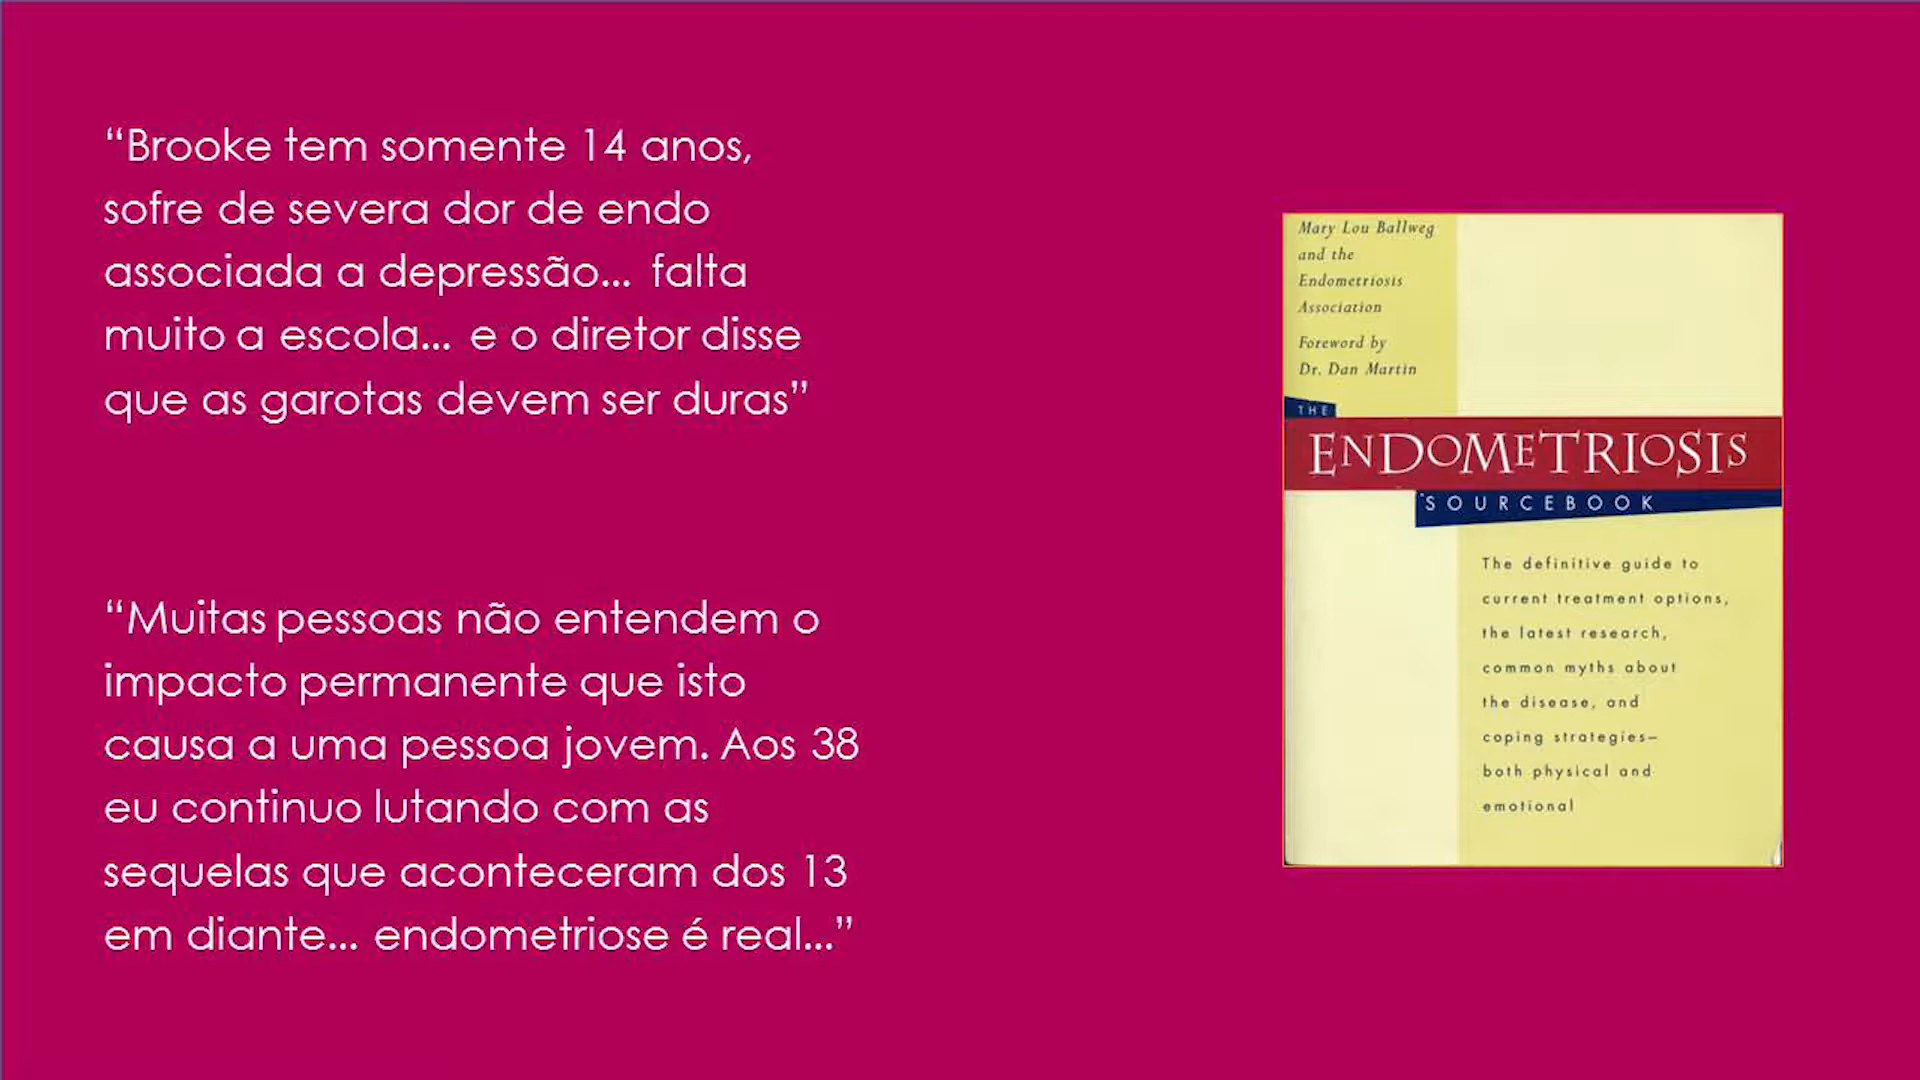 “Brooke tem somente 14 anos,
sofre de severa dor de endo
associada a depressão... falta
muito a escola... e o diretor disse
que as garotas devem ser duras”
“Muitas pessoas não entendem o
impacto permanente que isto
causa a uma pessoa jovem. Aos 38
eu continuo lutando com as
sequelas que aconteceram dos 13
em diante... endometriose é real...”
Mary Lou Ballweg
and the
Endometriosis
Association
Foreword by
Dr. Dan Martin
THE
ENDOMETRIOSIS
SOURCEBOOK
The definitive guide to
current treatment options,
the latest research,
common myths about
the disease, and
coping strategies—
both physical and
emotional